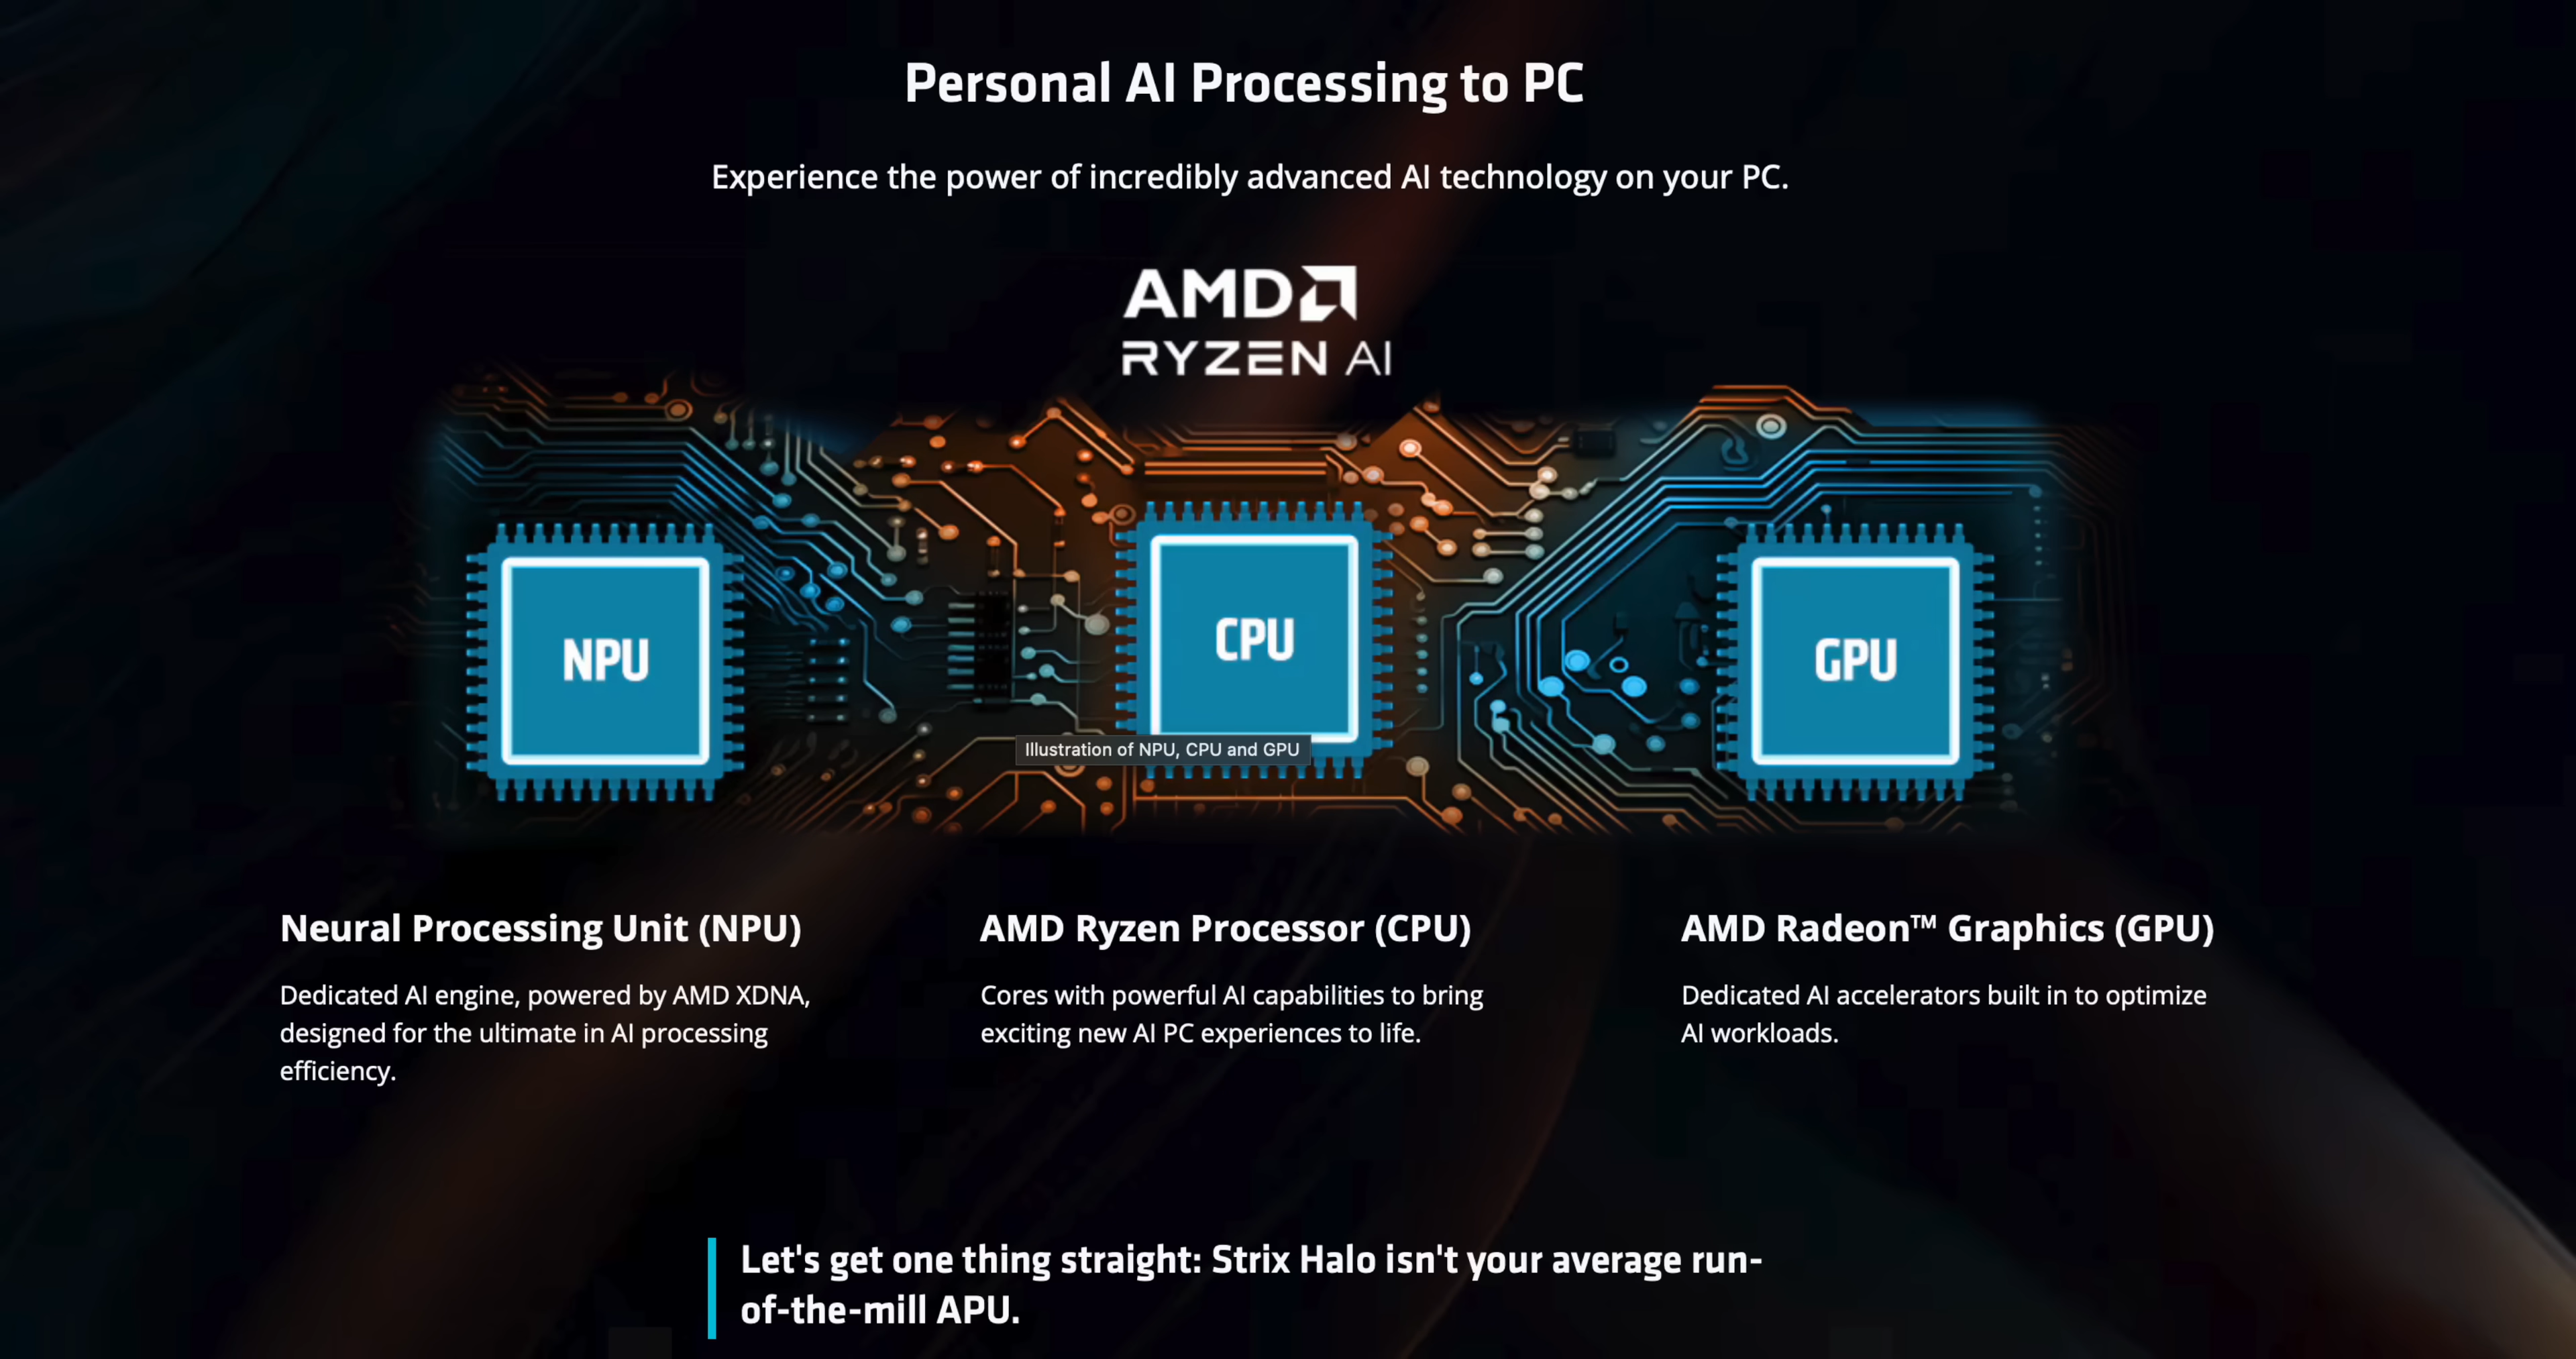 Personal AI Processing to PC
Experience the power of incredibly advanced AI technology on your PC.
AMD
RYZEN AI
NPU
CPU
GPU
Illustration of NPU, CPU and GPU
Neural Processing Unit (NPU)
Dedicated AI engine, powered by AMD XDNA,
designed for the ultimate in AI processing
efficiency.
AMD Ryzen Processor (CPU)
Cores with powerful AI capabilities to bring
exciting new AI PC experiences to life.
AMD Radeon™ Graphics (GPU)
Dedicated AI accelerators built in to optimize
AI workloads.
Let's get one thing straight: Strix Halo isn't your average run-
of-the-mill APU.